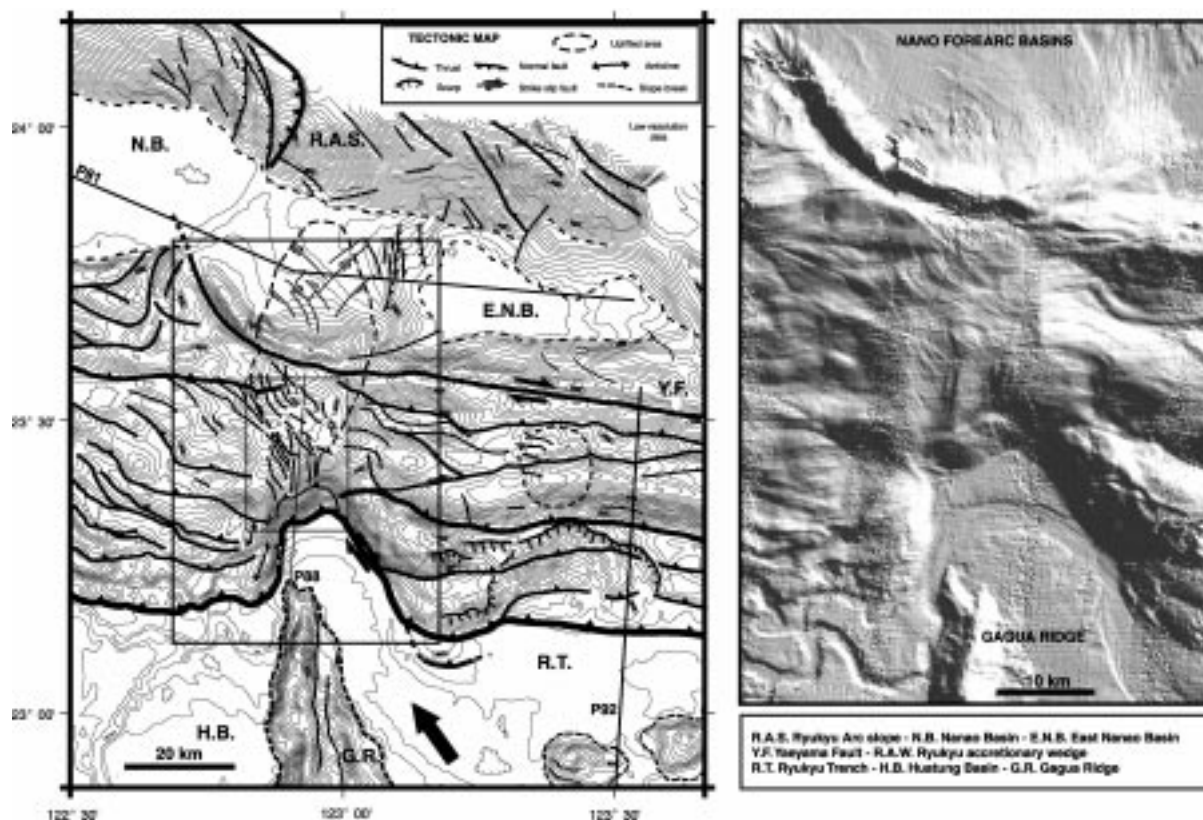 TECTONIC MAP
Uplifted area
Thrust
Normal fault
Anticline
Scarp
Strike slip fault
Slope break
Low-resolution
data
24° 00'
N.B.
R.A.S.
P81
E.N.B.
Y.F.
23° 30'
P88
R.T.
23° 00'
H.B.
G.R.
P92
20 km
122° 30'
123° 00'
123° 30'
NANO FOREARC BASINS
GAGUA RIDGE
10 km
R.A.S. Ryukyu Arc slope - N.B. Nanao Basin - E.N.B. East Nanao Basin
Y.F. Yaeyama Fault - R.A.W. Ryukyu accretionary wedge
R.T. Ryukyu Trench - H.B. Huatung Basin - G.R. Gagua Ridge